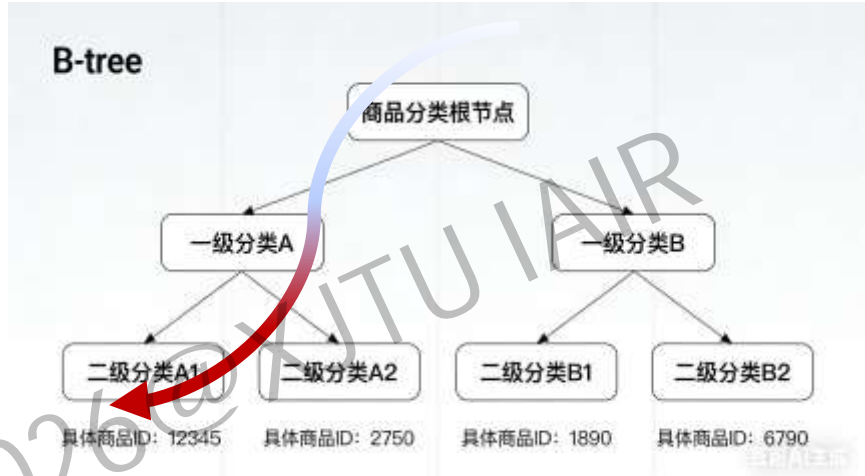 B-tree
商品分类根节点
一级分类A
一级分类B
二级分类A1
二级分类A2
二级分类B1
二级分类B2
具体商品ID：12345
具体商品ID：2750
具体商品ID：1890
具体商品ID：6790
026@XJTU IAIR